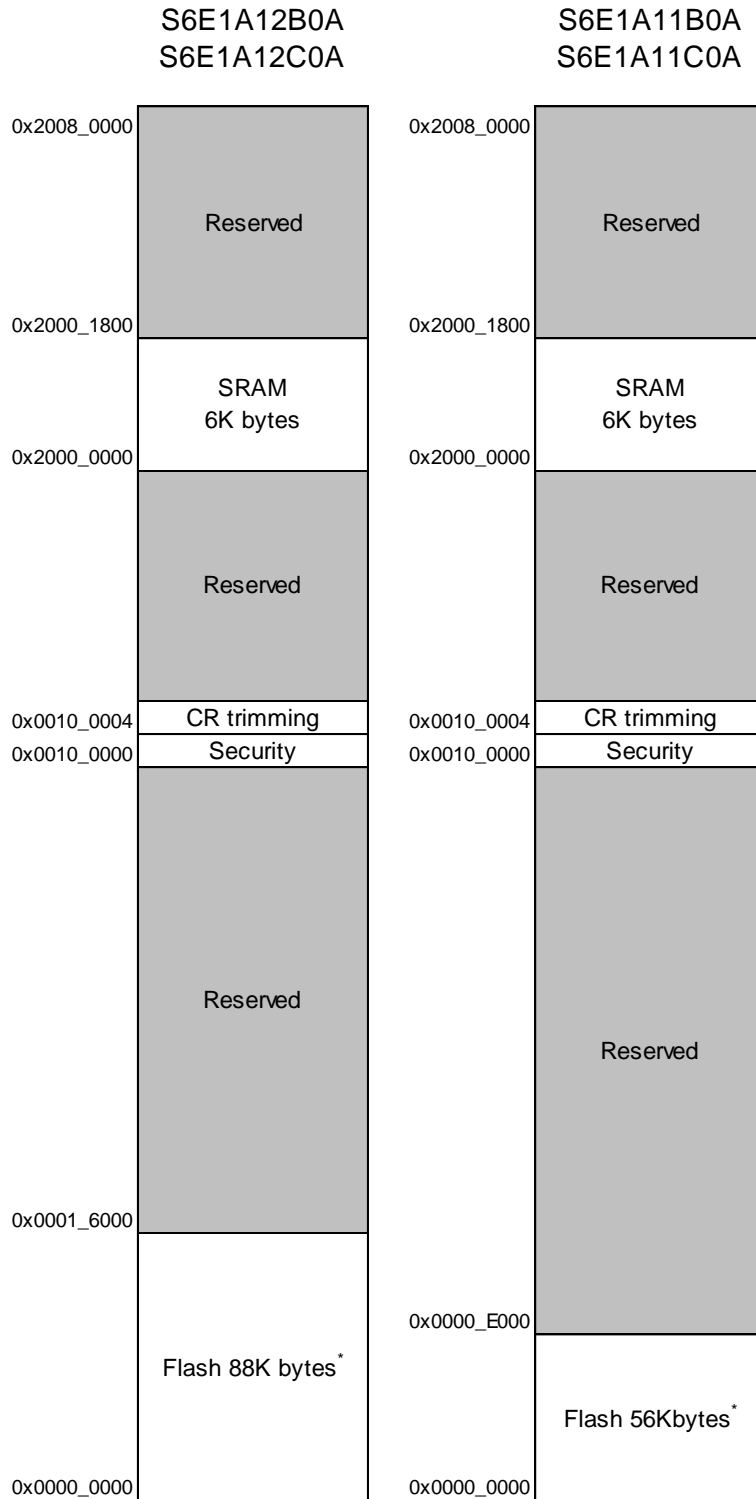 S6E1A12B0A
S6E1A12C0A
0x2008_0000
Reserved
0x2000_1800
SRAM
6K bytes
0x2000_0000
Reserved
0x0010_0004
CR trimming
0x0010_0000
Security
Reserved
0x0001_6000
Flash 88K bytes*
0x0000_0000
S6E1A11B0A
S6E1A11C0A
0x2008_0000
Reserved
0x2000_1800
SRAM
6K bytes
0x2000_0000
Reserved
0x0010_0004
CR trimming
0x0010_0000
Security
Reserved
0x0000_E000
Flash 56Kbytes*
0x0000_0000